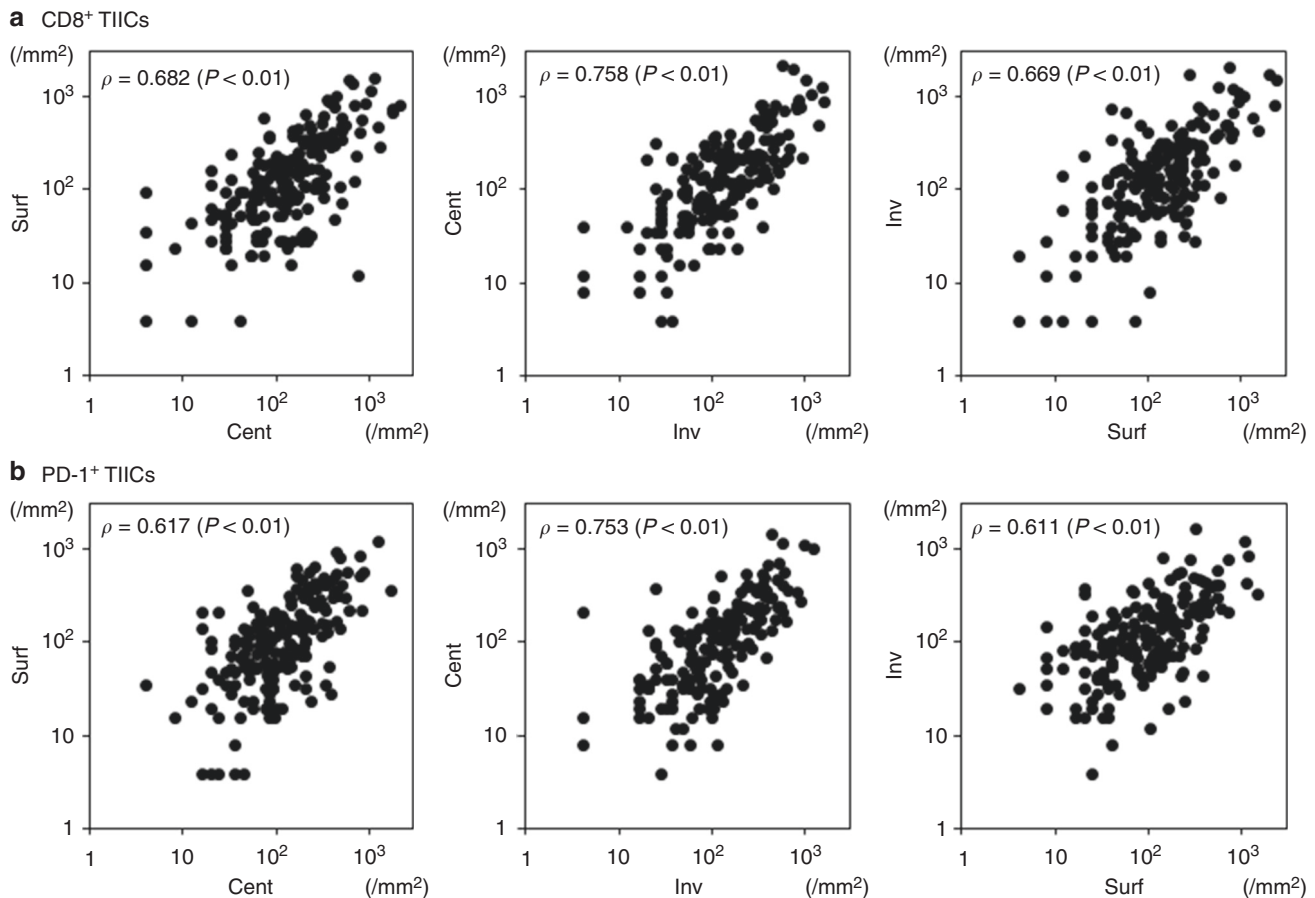 a CD8⁺ TIICs
(/mm²)
ρ = 0.682 (P < 0.01)
10³
10²
10
1
Surf
1 10 10² 10³
Cent (/mm²)
(/mm²)
ρ = 0.758 (P < 0.01)
10³
10²
10
1
Cent
1 10 10² 10³
Inv (/mm²)
(/mm²)
ρ = 0.669 (P < 0.01)
10³
10²
10
1
Inv
1 10 10² 10³
Surf (/mm²)
b PD-1⁺ TIICs
(/mm²)
ρ = 0.617 (P < 0.01)
10³
10²
10
1
Surf
1 10 10² 10³
Cent (/mm²)
(/mm²)
ρ = 0.753 (P < 0.01)
10³
10²
10
1
Cent
1 10 10² 10³
Inv (/mm²)
(/mm²)
ρ = 0.611 (P < 0.01)
10³
10²
10
1
Inv
1 10 10² 10³
Surf (/mm²)